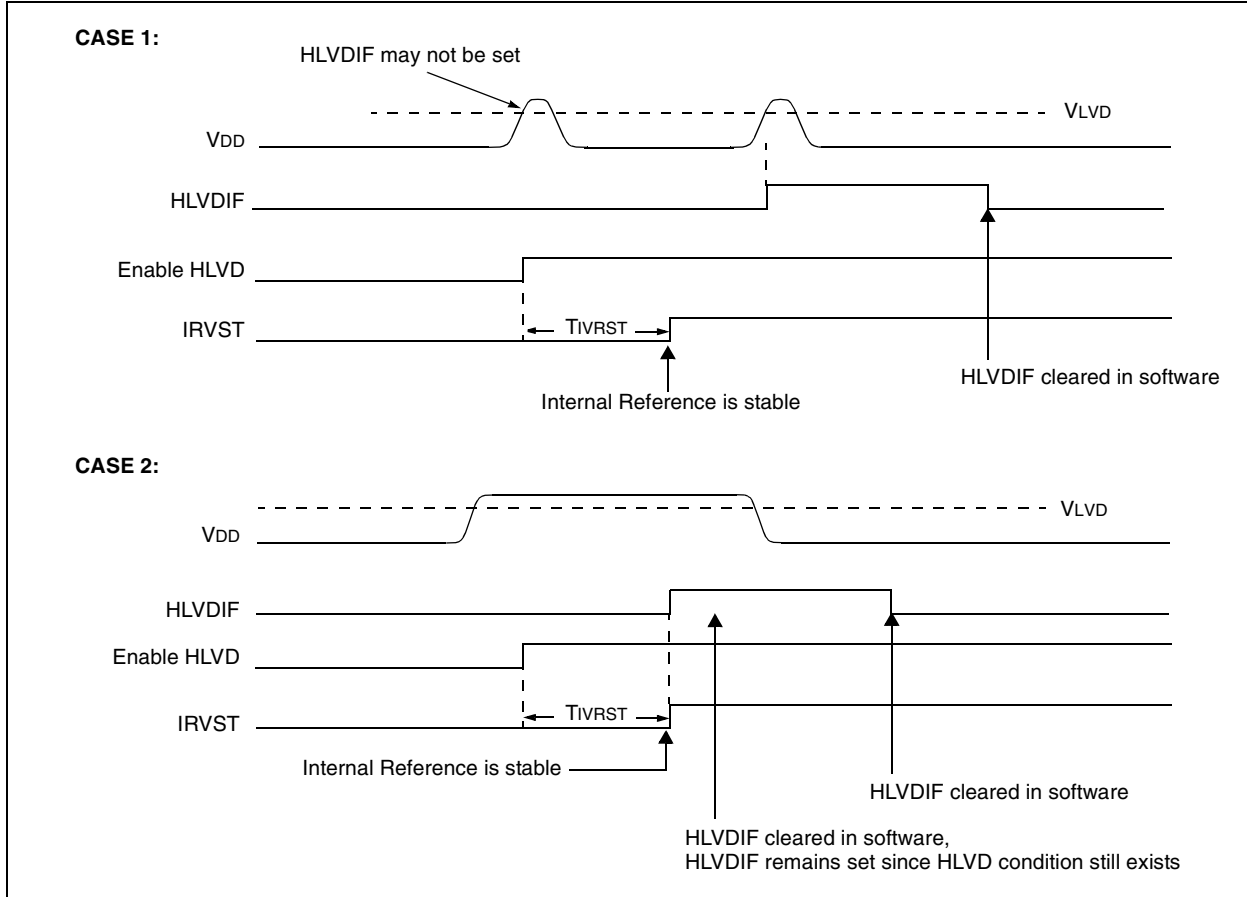 CASE 1:
HLVDIF may not be set
VLVD
VDD
HLVDIF
Enable HLVD
TIVRST
IRVST
HLVDIF cleared in software
Internal Reference is stable
CASE 2:
VLVD
VDD
HLVDIF
Enable HLVD
TIVRST
IRVST
Internal Reference is stable
HLVDIF cleared in software
HLVDIF cleared in software,
HLVDIF remains set since HLVD condition still exists